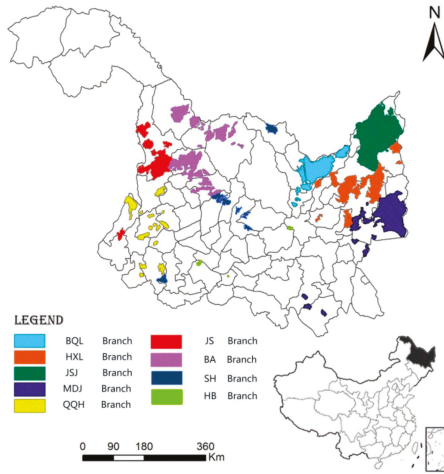 N
LEGEND
BQL Branch
HXL Branch
JSJ Branch
MDJ Branch
QQH Branch
JS Branch
BA Branch
SH Branch
HB Branch
0 90 180 360
Km